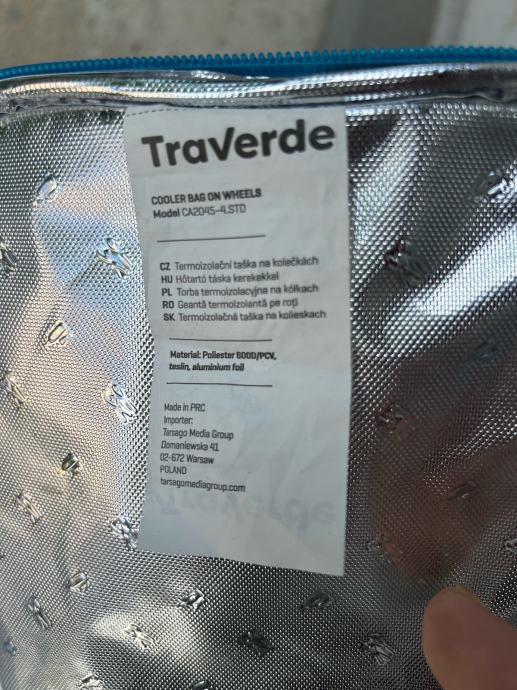 TraVerde
COOLER BAG ON WHEELS
Model CA2045-4.STD
CZ Termoizolační taška na kolečkách
HU Hőtartó táska kerekekkel
PL Torba termoizolacyjna na kółkach
RO Geantă termoizolantă pe roți
SK Termoizolačná taška na kolieskach
Material: Poliester 600D/PCV,
teslin, aluminium foil
Made in PRC
Importer:
Tarsago Media Group
Domaniewska 41
02-672 Warsaw
POLAND
tarsagomediagroup.com